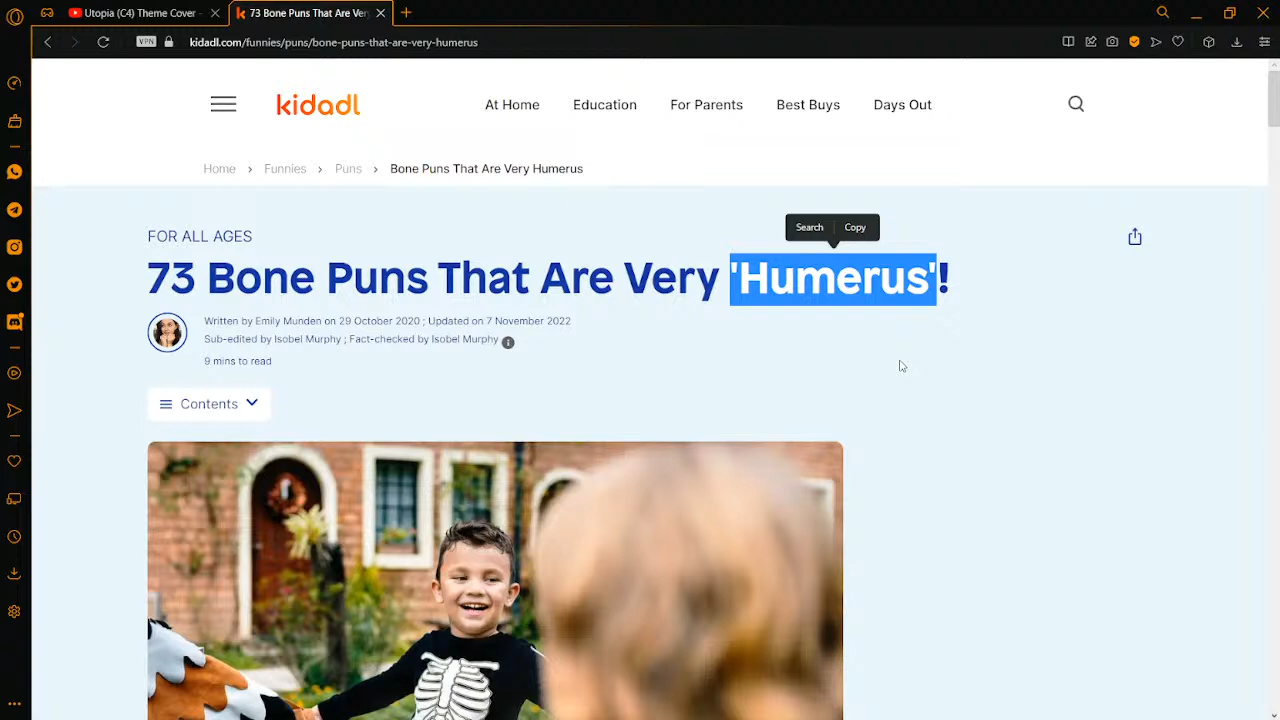 Utopia (C4) Theme Cover -
73 Bone Puns That Are Ver
VPN
kidadl.com/funnies/puns/bone-puns-that-are-very-humerus
kidadl
At Home
Education
For Parents
Best Buys
Days Out
Home > Funnies > Puns > Bone Puns That Are Very Humerus
Search
Copy
FOR ALL AGES
73 Bone Puns That Are Very 'Humerus'!
Written by Emily Munden on 29 October 2020 ; Updated on 7 November 2022
Sub-edited by Isobel Murphy ; Fact-checked by Isobel Murphy
9 mins to read
Contents